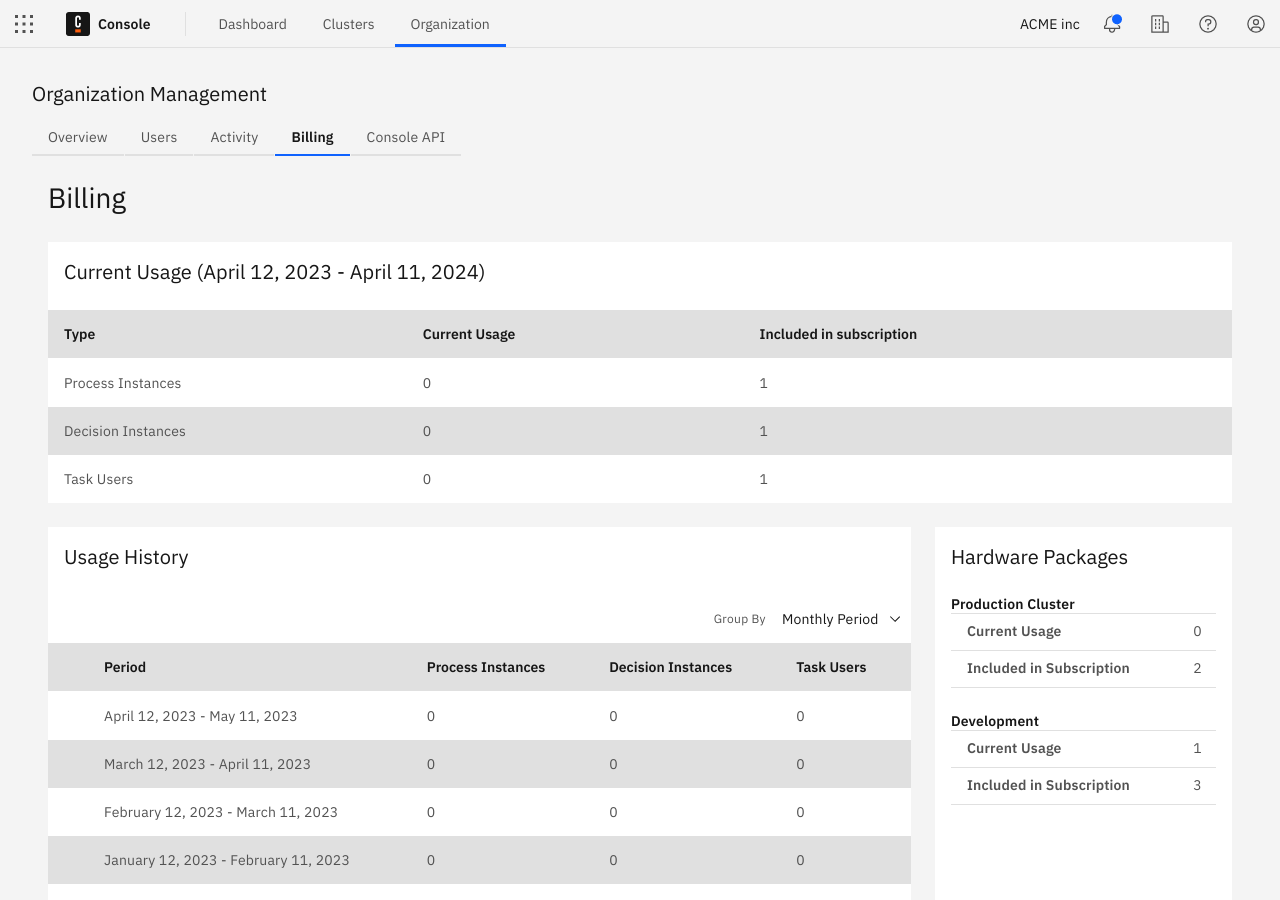 C Console Dashboard Clusters Organization ACME inc
Organization Management
Overview Users Activity Billing Console API
Billing
Current Usage (April 12, 2023 - April 11, 2024)
Type Current Usage Included in subscription
Process Instances 0 1
Decision Instances 0 1
Task Users 0 1
Usage History
Group By Monthly Period
Period Process Instances Decision Instances Task Users
April 12, 2023 - May 11, 2023 0 0 0
March 12, 2023 - April 11, 2023 0 0 0
February 12, 2023 - March 11, 2023 0 0 0
January 12, 2023 - February 11, 2023 0 0 0
Hardware Packages
Production Cluster
Current Usage 0
Included in Subscription 2
Development
Current Usage 1
Included in Subscription 3